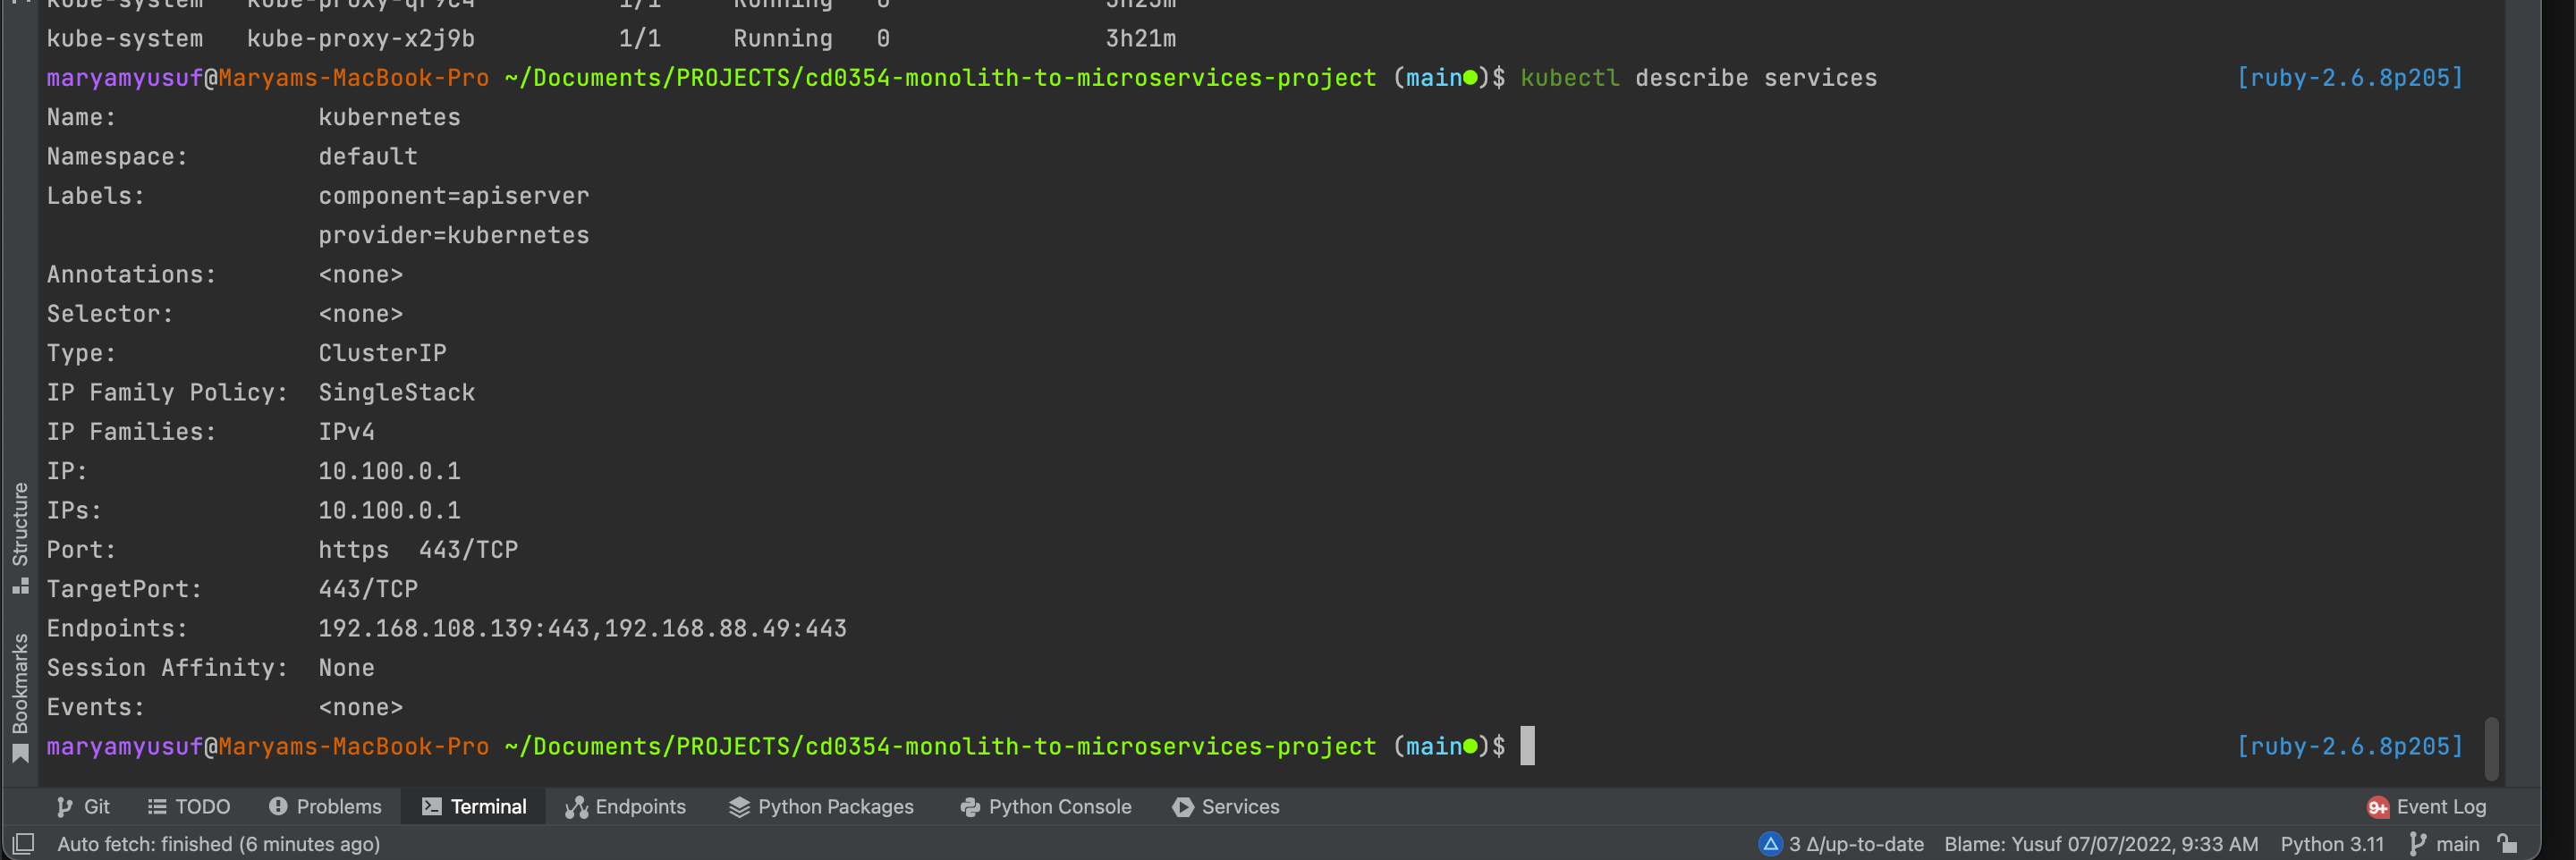 kube-system   kube-proxy-qr9c4          1/1     Running   0               3h23m
kube-system   kube-proxy-x2j9b          1/1     Running   0               3h21m
maryamyusuf@Maryams-MacBook-Pro ~/Documents/PROJECTS/cd0354-monolith-to-microservices-project (main●)$ kubectl describe services [ruby-2.6.8p205]
Name:              kubernetes
Namespace:         default
Labels:            component=apiserver
                   provider=kubernetes
Annotations:       <none>
Selector:          <none>
Type:              ClusterIP
IP Family Policy:  SingleStack
IP Families:       IPv4
IP:                10.100.0.1
IPs:               10.100.0.1
Port:              https  443/TCP
TargetPort:        443/TCP
Endpoints:         192.168.108.139:443,192.168.88.49:443
Session Affinity:  None
Events:            <none>
maryamyusuf@Maryams-MacBook-Pro ~/Documents/PROJECTS/cd0354-monolith-to-microservices-project (main●)$ [ruby-2.6.8p205]
Structure
Bookmarks
Git TODO Problems Terminal Endpoints Python Packages Python Console Services 9+ Event Log
Auto fetch: finished (6 minutes ago) 3 Δ/up-to-date Blame: Yusuf 07/07/2022, 9:33 AM Python 3.11 main